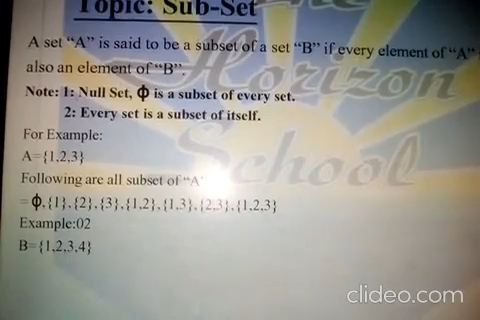 Topic: Sub-Set
The Horizon School
A set “A” is said to be a subset of a set “B” if every element of “A”
also an element of “B”.
Note: 1: Null Set, ϕ is a subset of every set.
2: Every set is a subset of itself.
For Example:
A={1,2,3}
Following are all subset of “A”
=ϕ,{1},{2},{3},{1,2},{1,3},{2,3},{1,2,3}
Example:02
B={1,2,3,4}
clideo.com